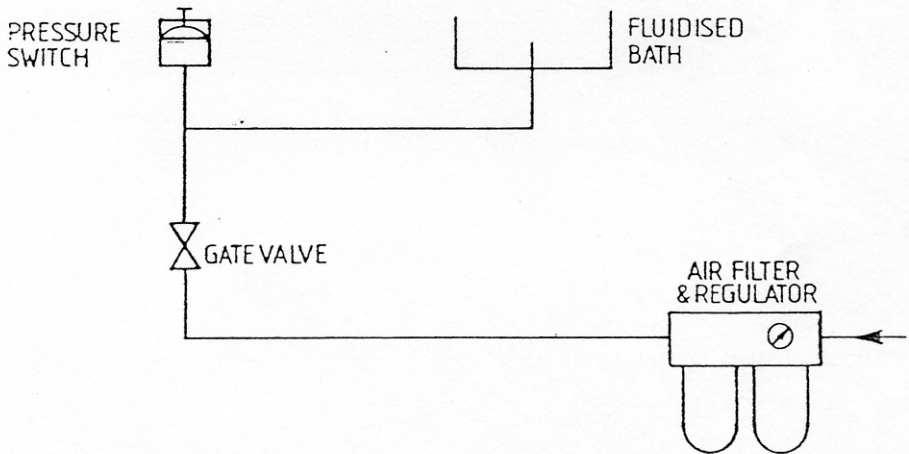 PRESSURE
SWITCH
FLUIDISED
BATH
GATE VALVE
AIR FILTER
& REGULATOR